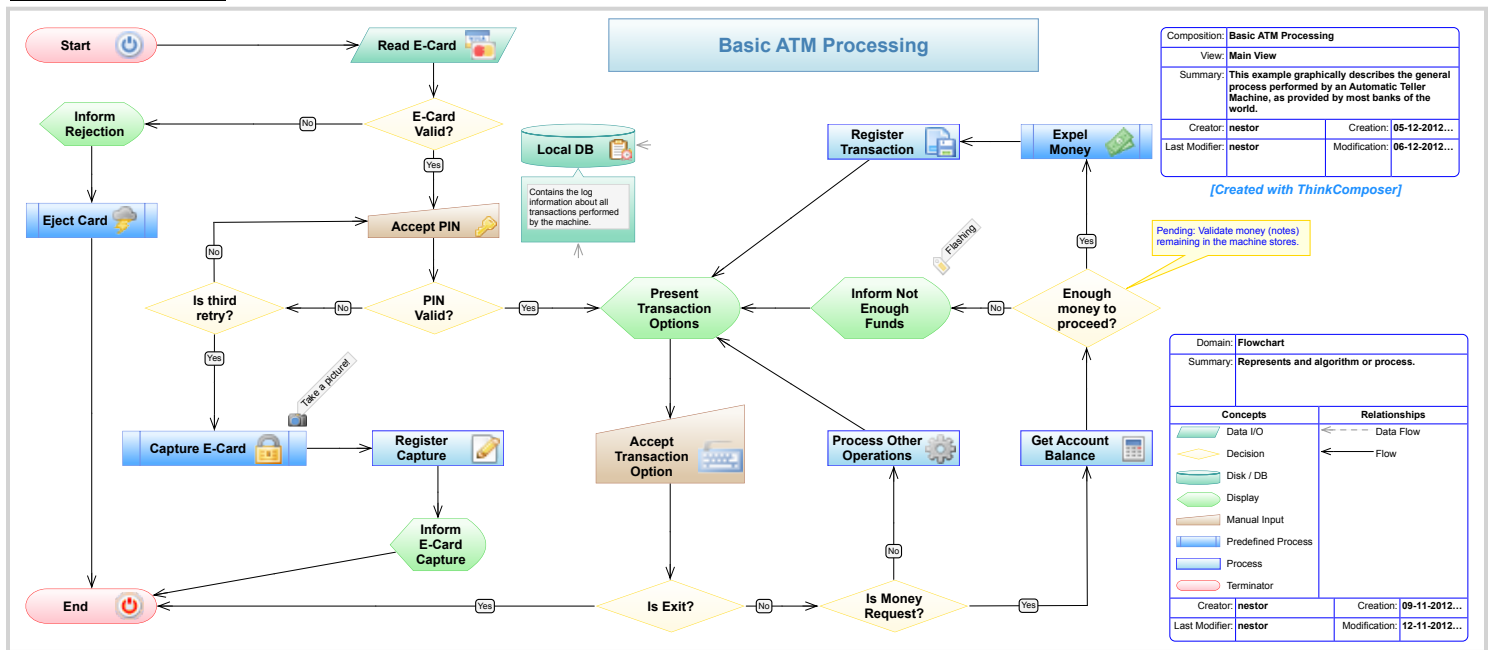 Basic ATM Processing
Start
Read E-Card
E-Card
Valid?
No
Inform
Rejection
Eject Card
Yes
Accept PIN
PIN
Valid?
No
Is third
retry?
No
Yes
Take a picture!
Capture E-Card
Register
Capture
Inform
E-Card
Capture
End
Local DB
Contains the log
information about all
transactions performed
by the machine.
Yes
Present
Transaction
Options
Accept
Transaction
Option
Is Exit?
Yes
No
Is Money
Request?
No
Process Other
Operations
Yes
Get Account
Balance
Enough
money to
proceed?
Pending: Validate money (notes)
remaining in the machine stores.
No
Flashing
Inform Not
Enough
Funds
Yes
Expel
Money
Register
Transaction
Composition: Basic ATM Processing
View: Main View
Summary: This example graphically describes the general
process performed by an Automatic Teller
Machine, as provided by most banks of the
world.
Creator: nestor Creation: 05-12-2012...
Last Modifier: nestor Modification: 06-12-2012...
[Created with ThinkComposer]
Domain: Flowchart
Summary: Represents and algorithm or process.
Concepts Relationships
Data I/O Data Flow
Decision Flow
Disk / DB
Display
Manual Input
Predefined Process
Process
Terminator
Creator: nestor Creation: 09-11-2012...
Last Modifier: nestor Modification: 12-11-2012...